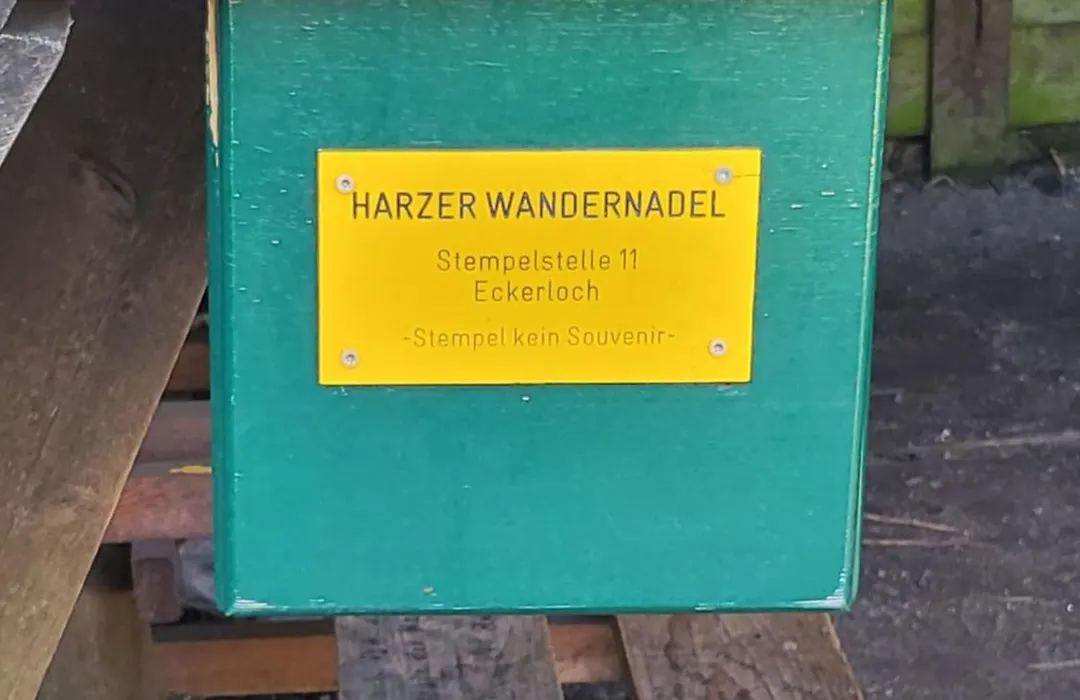 HARZER WANDERNADEL
Stempelstelle 11
Eckerloch
-Stempel kein Souvenir-